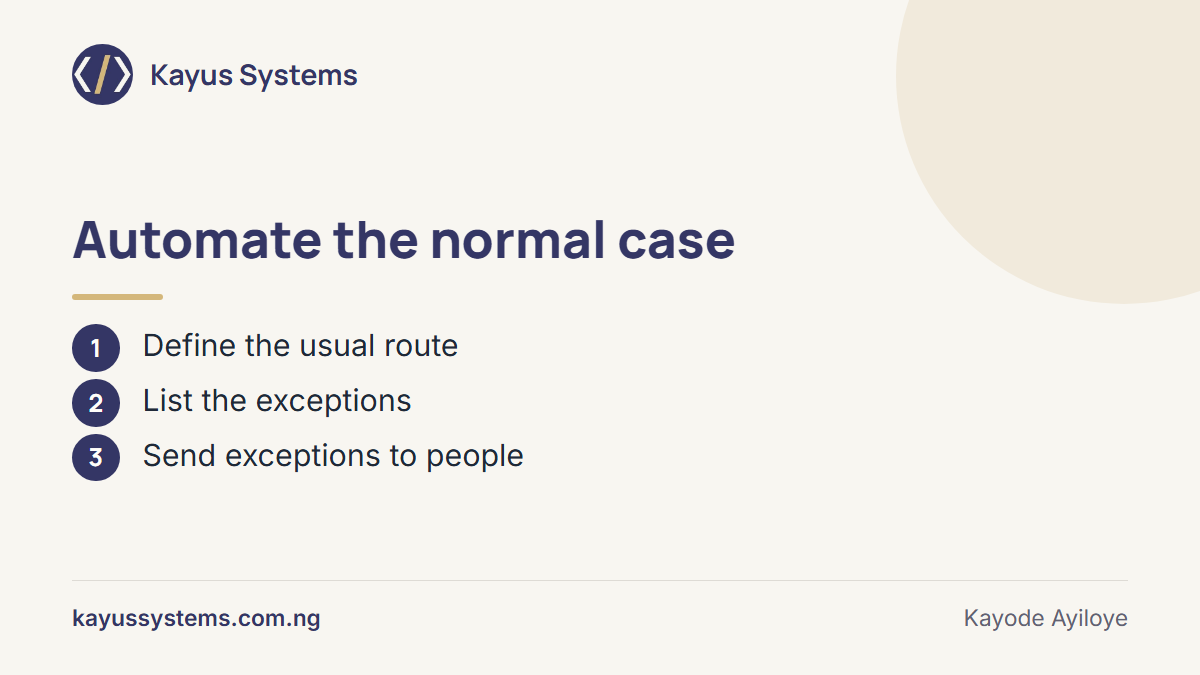 Kayus Systems
Automate the normal case
1 Define the usual route
2 List the exceptions
3 Send exceptions to people
kayussystems.com.ng
Kayode Ayiloye